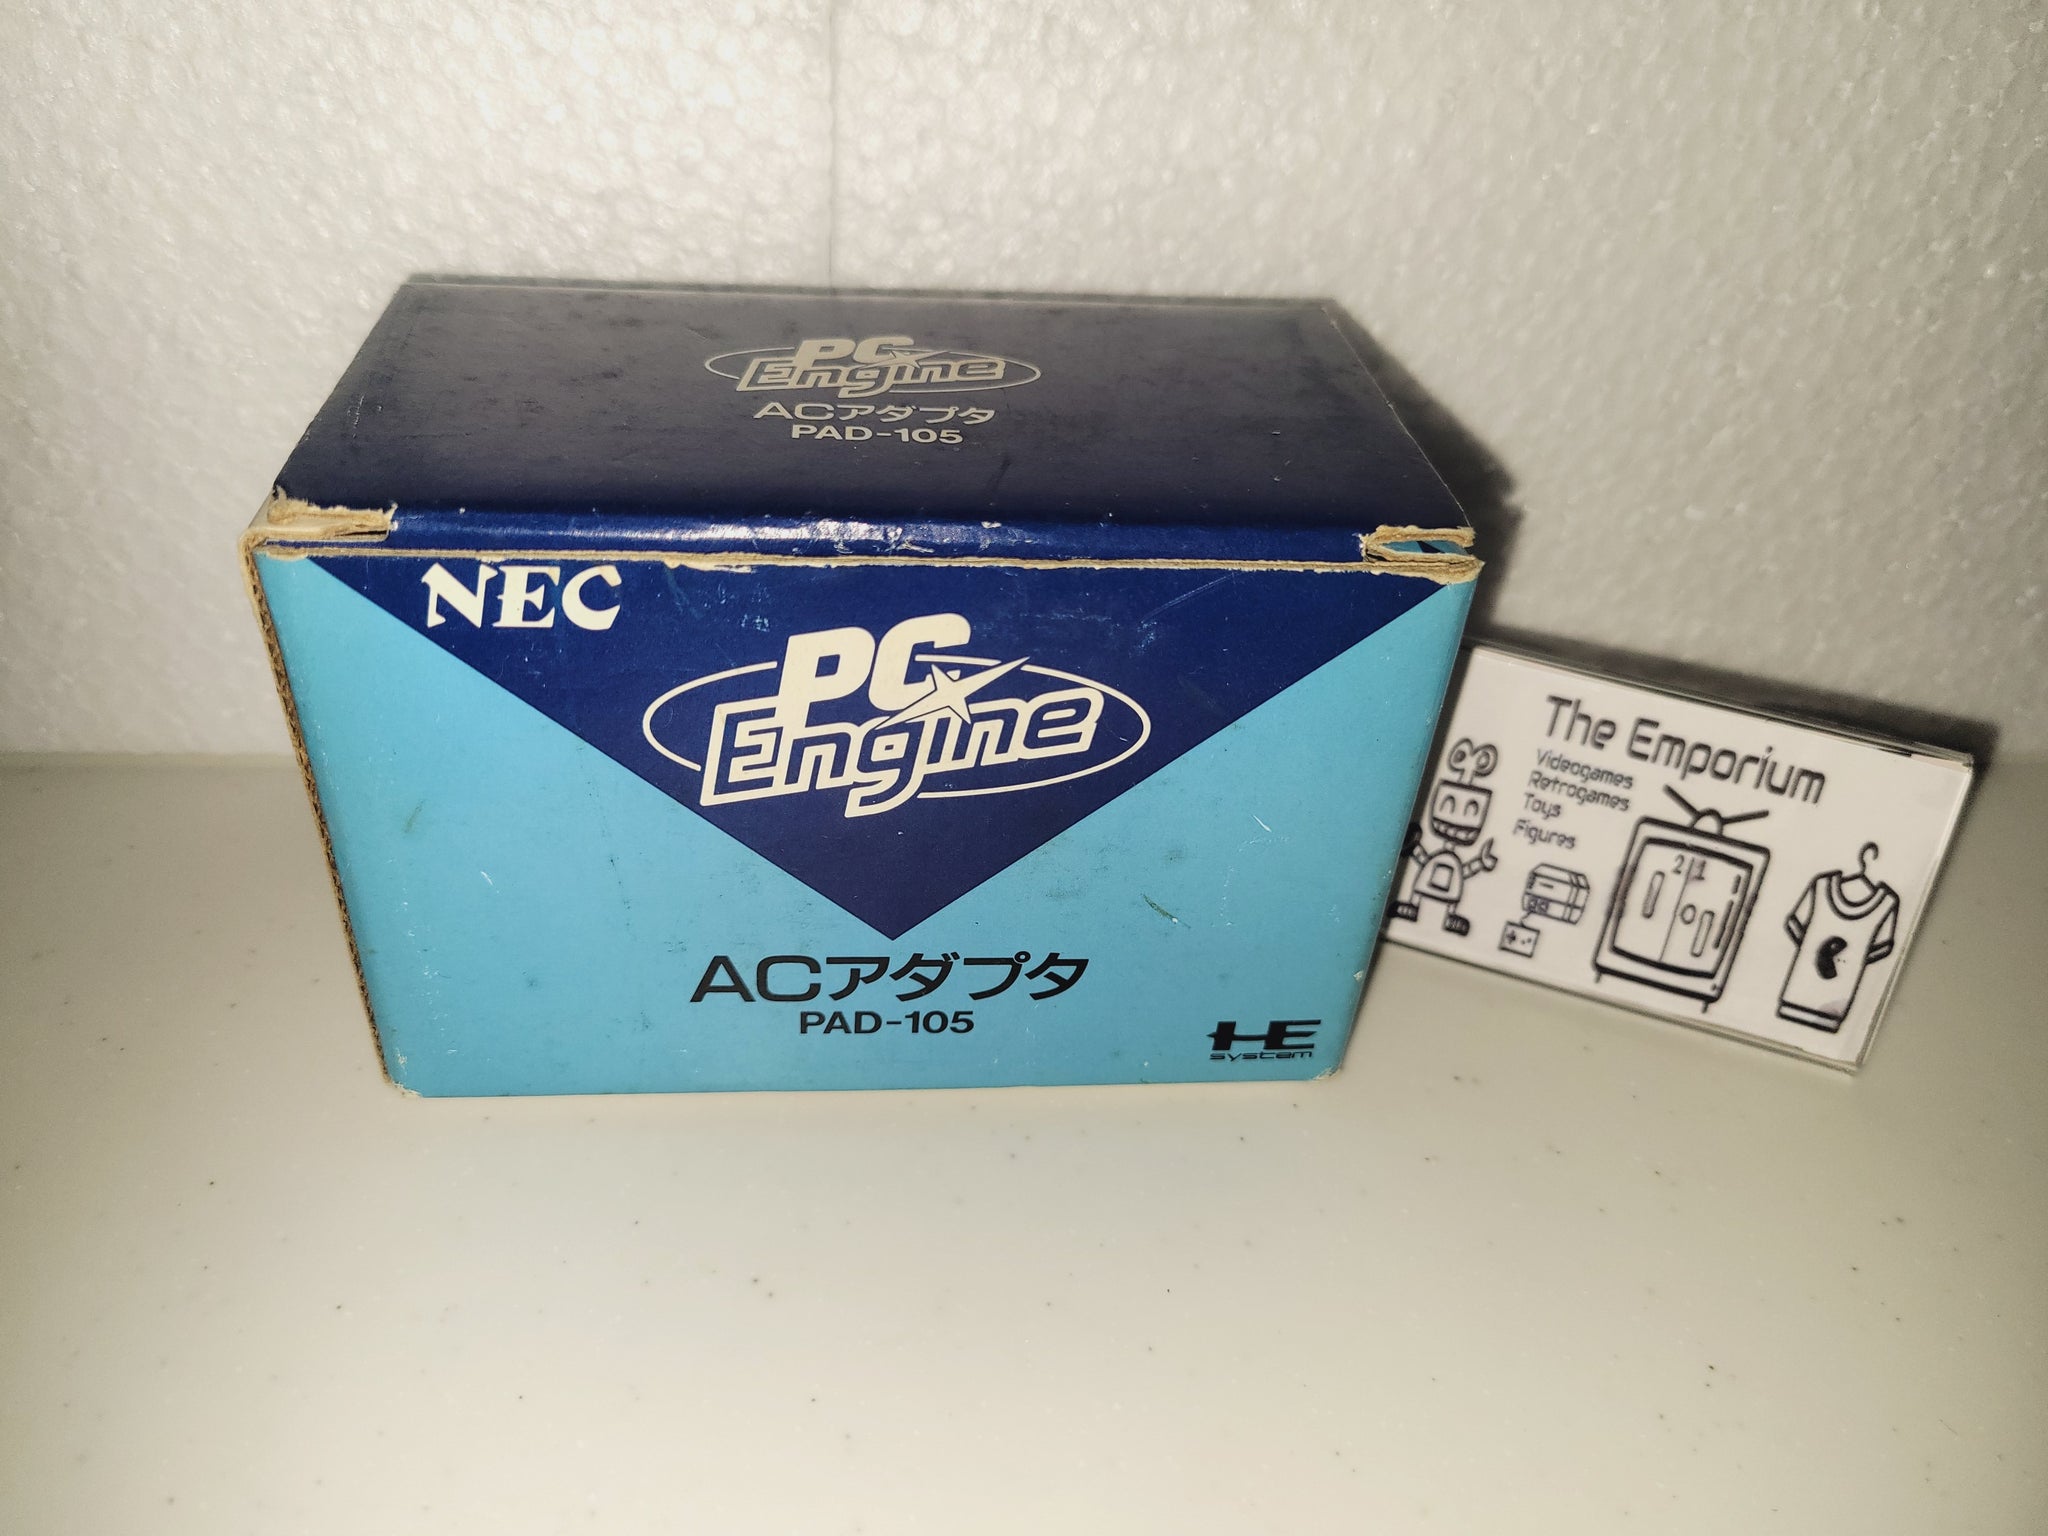 PC Engine
ACアダプタ
PAD-105
NEC
PC Engine
ACアダプタ
PAD-105
HE system
The Emporium
Videogames
Retrogames
Toys
Figures
21